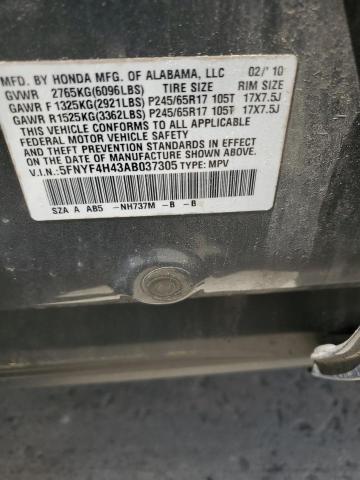 MFD. BY HONDA MFG. OF ALABAMA, LLC 02/'10
GVWR 2765KG(6096LBS) TIRE SIZE RIM SIZE
GAWR F 1325KG(2921LBS) P245/65R17 105T 17X7.5J
GAWR R 1525KG(3362LBS) P245/65R17 105T 17X7.5J
THIS VEHICLE CONFORMS TO ALL APPLICABLE
FEDERAL MOTOR VEHICLE SAFETY
AND THEFT PREVENTION STANDARDS IN EFFECT ON
THE DATE OF MANUFACTURE SHOWN ABOVE.
V.I.N.: 5FNYF4H43AB037305 TYPE: MPV
SZA A AB5 -NH737M -B -B